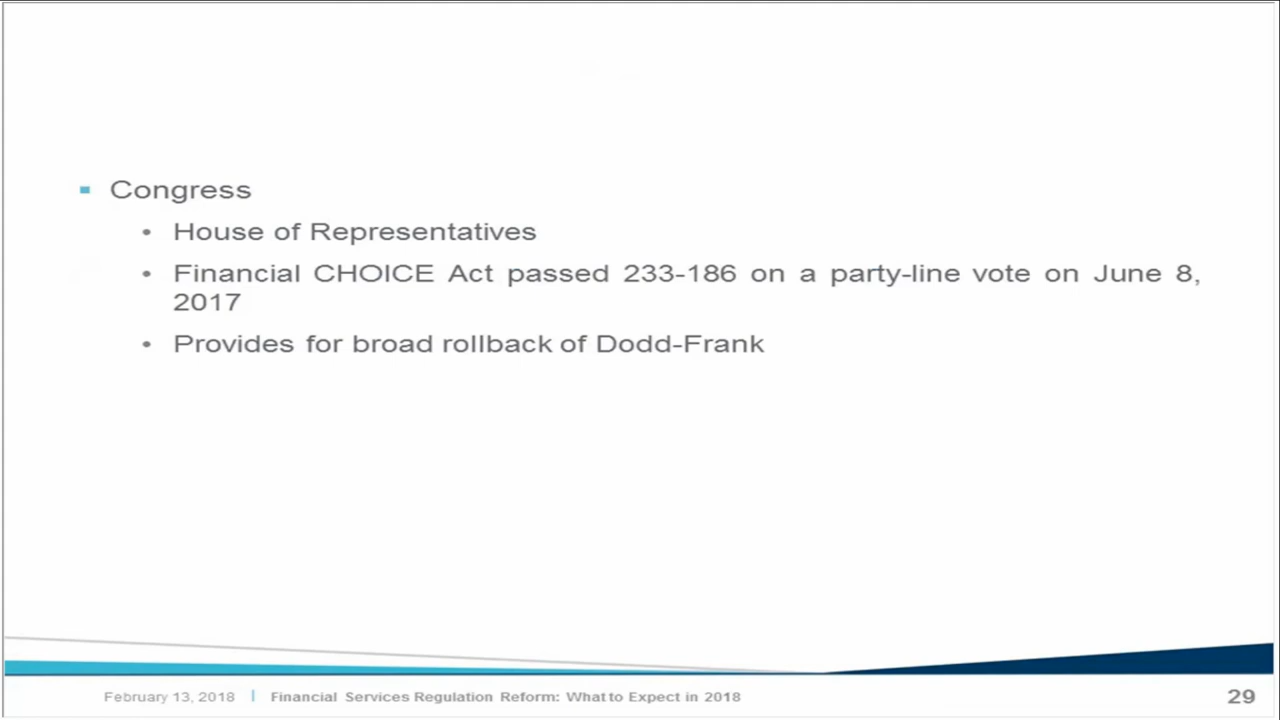 Congress
House of Representatives
Financial CHOICE Act passed 233-186 on a party-line vote on June 8,
2017
Provides for broad rollback of Dodd-Frank
February 13, 2018 | Financial Services Regulation Reform: What to Expect in 2018
29